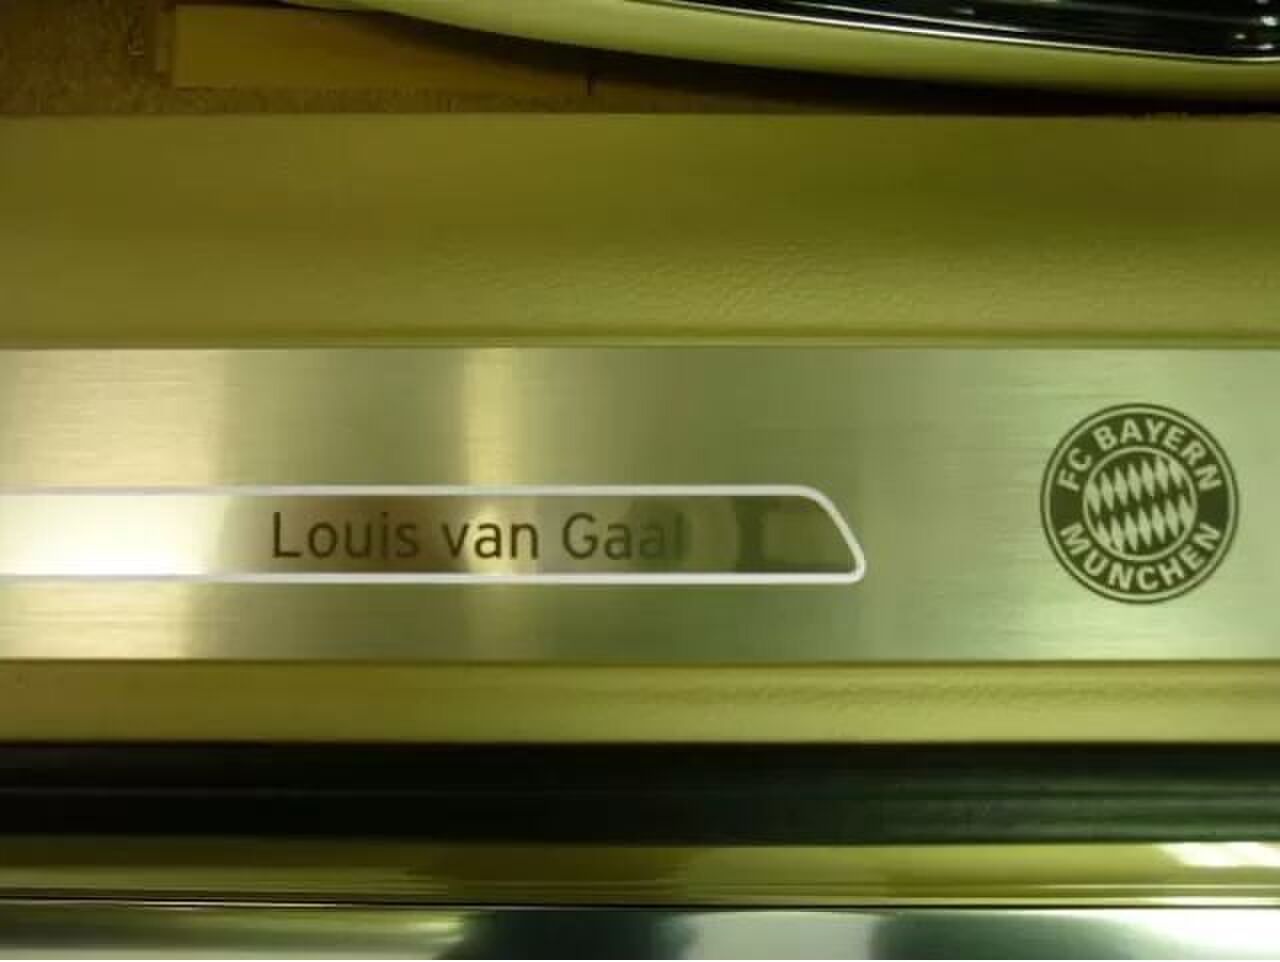 Louis van Gaal
FC BAYERN
MÜNCHEN